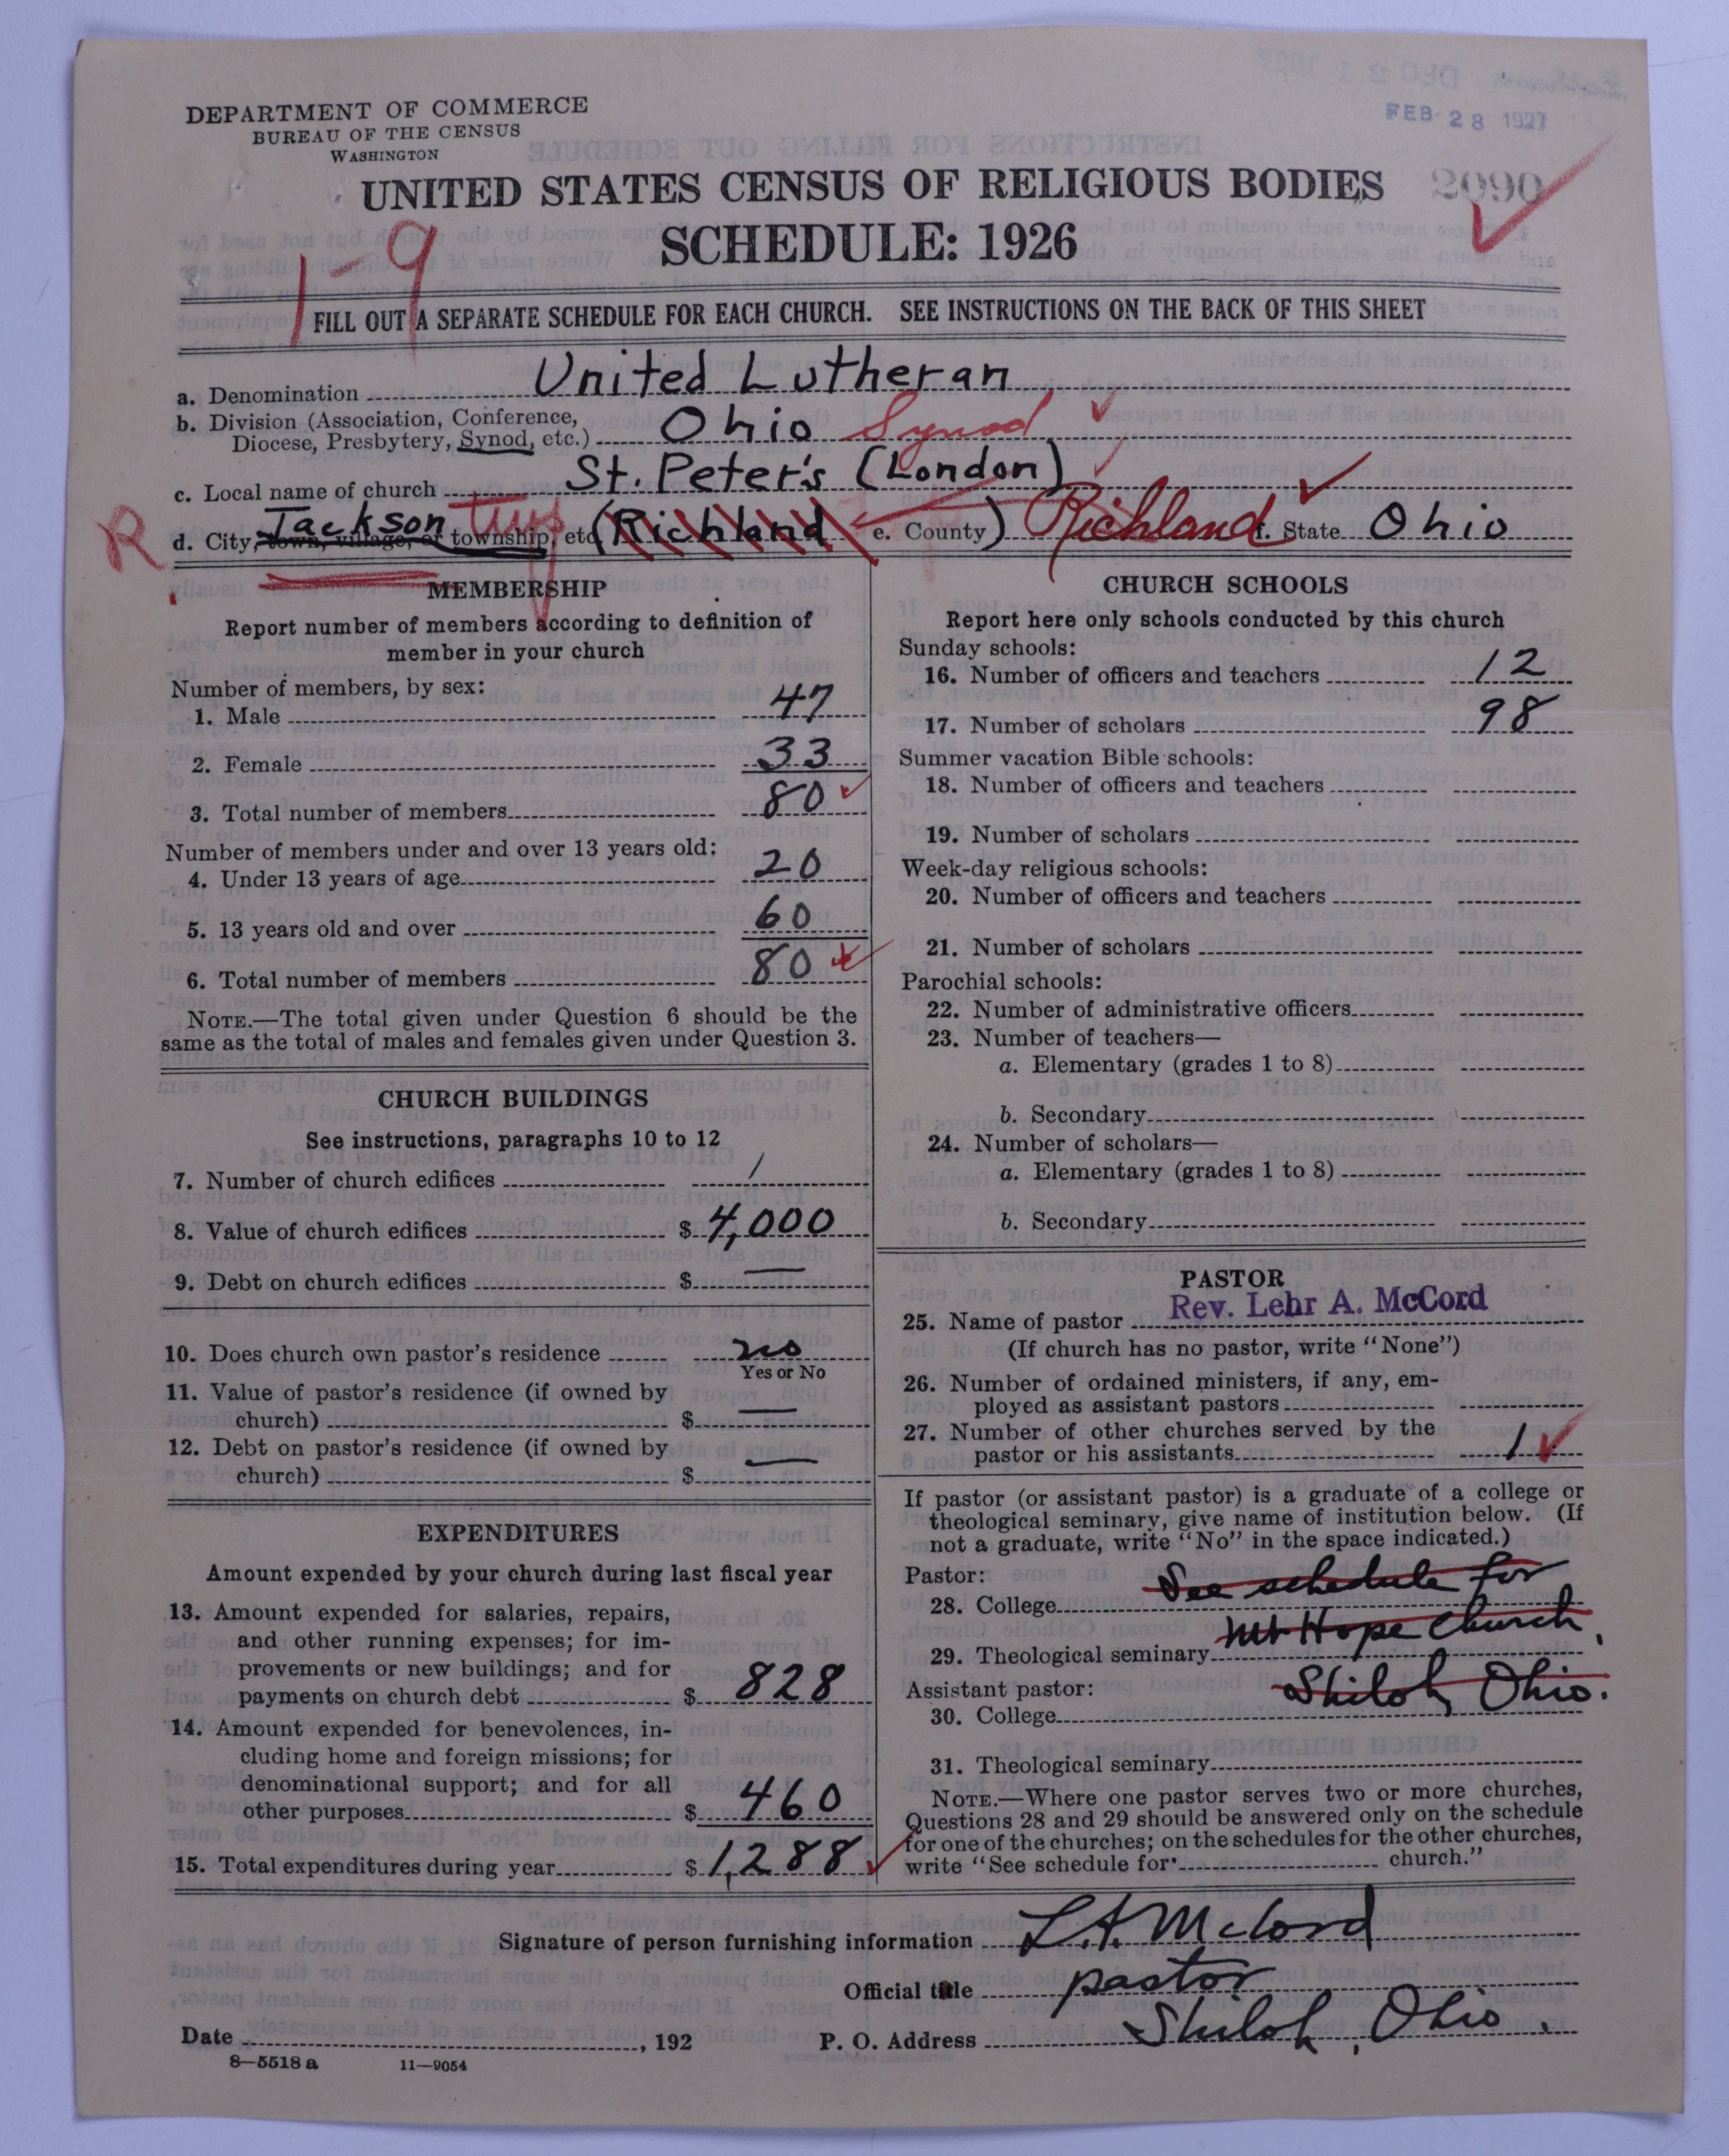 FEB 28 1927
DEPARTMENT OF COMMERCE
BUREAU OF THE CENSUS
WASHINGTON
UNITED STATES CENSUS OF RELIGIOUS BODIES
2090
SCHEDULE: 1926
1-9
FILL OUT A SEPARATE SCHEDULE FOR EACH CHURCH. SEE INSTRUCTIONS ON THE BACK OF THIS SHEET
a. Denomination United Lutheran
b. Division (Association, Conference,
Diocese, Presbytery, Synod, etc.) Ohio Synod
c. Local name of church St. Peter's (London)
R d. City, town, village, or township, etc. Jackson Twp (Richland e. County) Richland f. State Ohio
MEMBERSHIP
Report number of members according to definition of
member in your church
Number of members, by sex:
1. Male 47
2. Female 33
3. Total number of members 80
Number of members under and over 13 years old:
4. Under 13 years of age 20
5. 13 years old and over 60
6. Total number of members 80
NOTE.—The total given under Question 6 should be the
same as the total of males and females given under Question 3.
CHURCH BUILDINGS
See instructions, paragraphs 10 to 12
7. Number of church edifices 1
8. Value of church edifices $ 4,000
9. Debt on church edifices $ —
10. Does church own pastor's residence no
Yes or No
11. Value of pastor's residence (if owned by
church) $ —
12. Debt on pastor's residence (if owned by
church) $ —
EXPENDITURES
Amount expended by your church during last fiscal year
13. Amount expended for salaries, repairs,
and other running expenses; for im-
provements or new buildings; and for
payments on church debt $ 828
14. Amount expended for benevolences, in-
cluding home and foreign missions; for
denominational support; and for all
other purposes $ 460
15. Total expenditures during year $ 1,288
CHURCH SCHOOLS
Report here only schools conducted by this church
Sunday schools:
16. Number of officers and teachers 12
17. Number of scholars 98
Summer vacation Bible schools:
18. Number of officers and teachers
19. Number of scholars
Week-day religious schools:
20. Number of officers and teachers
21. Number of scholars
Parochial schools:
22. Number of administrative officers
23. Number of teachers—
a. Elementary (grades 1 to 8)
b. Secondary
24. Number of scholars—
a. Elementary (grades 1 to 8)
b. Secondary
PASTOR
25. Name of pastor Rev. Lehr A. McCord
(If church has no pastor, write "None")
26. Number of ordained ministers, if any, em-
ployed as assistant pastors
27. Number of other churches served by the
pastor or his assistants 1
If pastor (or assistant pastor) is a graduate of a college or
theological seminary, give name of institution below. (If
not a graduate, write "No" in the space indicated.)
Pastor:
28. College See schedule for
29. Theological seminary Mt Hope Church,
Assistant pastor: Shiloh, Ohio.
30. College
31. Theological seminary
NOTE.—Where one pastor serves two or more churches,
Questions 28 and 29 should be answered only on the schedule
for one of the churches; on the schedules for the other churches,
write "See schedule for church."
Signature of person furnishing information L. A. McCord
Official title pastor
Date , 192 P. O. Address Shiloh, Ohio.
8—5518 a 11—9054